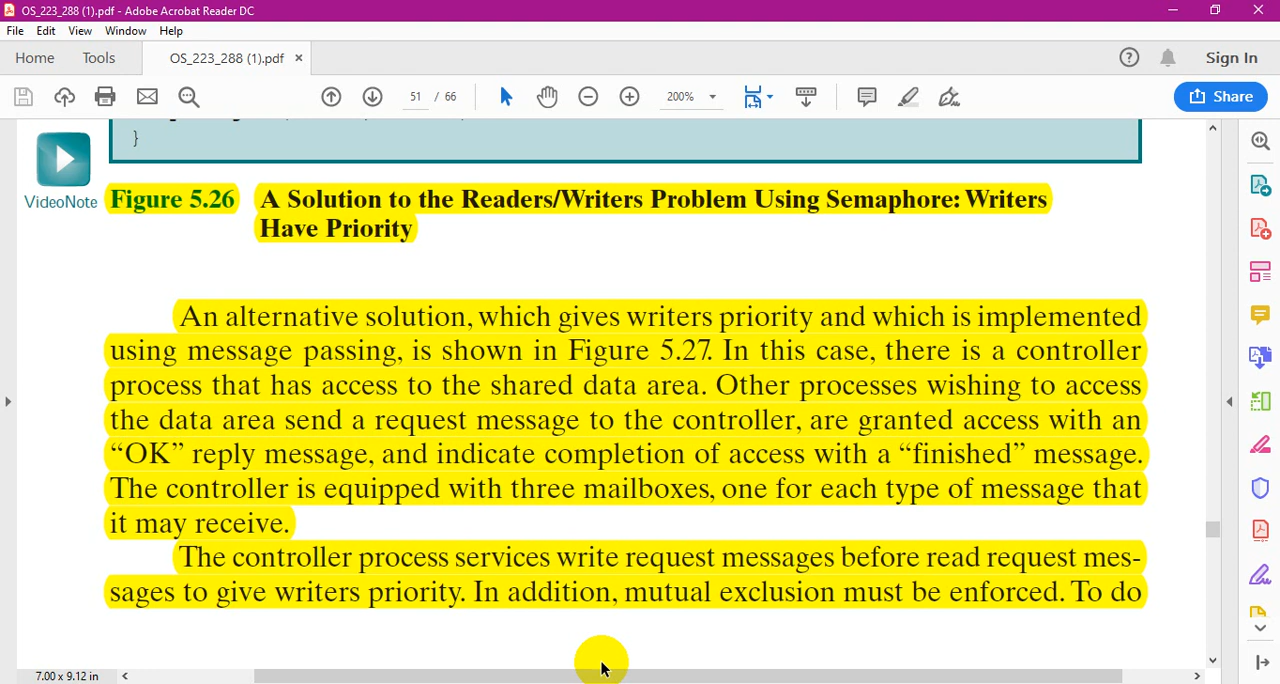 OS_223_288 (1).pdf - Adobe Acrobat Reader DC
File Edit View Window Help
Home Tools OS_223_288 (1).pdf × Sign In
51 / 66 200% Share
}
VideoNote
Figure 5.26 A Solution to the Readers/Writers Problem Using Semaphore: Writers
Have Priority
An alternative solution, which gives writers priority and which is implemented
using message passing, is shown in Figure 5.27. In this case, there is a controller
process that has access to the shared data area. Other processes wishing to access
the data area send a request message to the controller, are granted access with an
“OK” reply message, and indicate completion of access with a “finished” message.
The controller is equipped with three mailboxes, one for each type of message that
it may receive.
The controller process services write request messages before read request mes-
sages to give writers priority. In addition, mutual exclusion must be enforced. To do
7.00 x 9.12 in